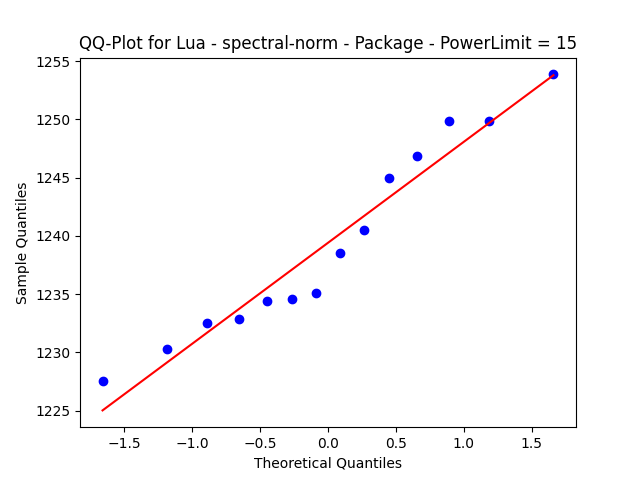 QQ-Plot for Lua - spectral-norm - Package - PowerLimit = 15
1255
1250
1245
1240
1235
1230
1225
Sample Quantiles
−1.5 −1.0 −0.5 0.0 0.5 1.0 1.5
Theoretical Quantiles